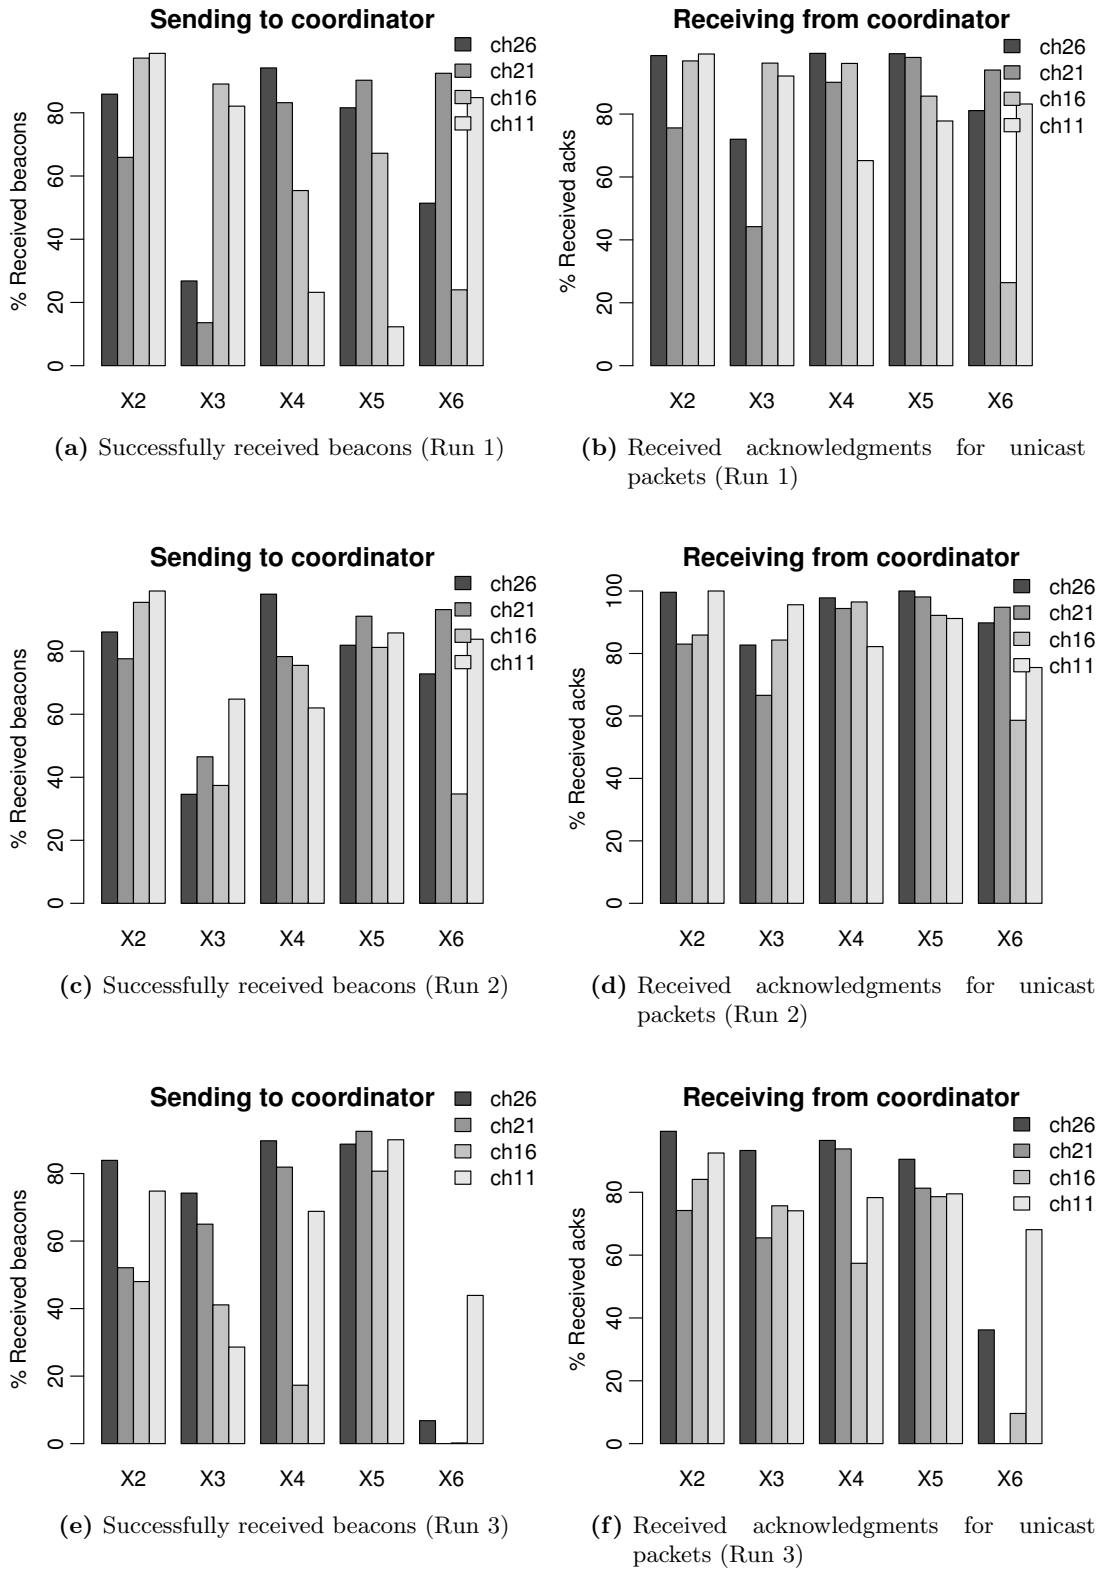 Sending to coordinator
ch26
ch21
ch16
ch11
% Received beacons
0
20
40
60
80
X2 X3 X4 X5 X6
(a) Successfully received beacons (Run 1)
Receiving from coordinator
ch26
ch21
ch16
ch11
% Received acks
0
20
40
60
80
X2 X3 X4 X5 X6
(b) Received acknowledgments for unicast
packets (Run 1)
Sending to coordinator
ch26
ch21
ch16
ch11
% Received beacons
0
20
40
60
80
X2 X3 X4 X5 X6
(c) Successfully received beacons (Run 2)
Receiving from coordinator
ch26
ch21
ch16
ch11
% Received acks
0
20
40
60
80
100
X2 X3 X4 X5 X6
(d) Received acknowledgments for unicast
packets (Run 2)
Sending to coordinator
ch26
ch21
ch16
ch11
% Received beacons
0
20
40
60
80
X2 X3 X4 X5 X6
(e) Successfully received beacons (Run 3)
Receiving from coordinator
ch26
ch21
ch16
ch11
% Received acks
0
20
40
60
80
X2 X3 X4 X5 X6
(f) Received acknowledgments for unicast
packets (Run 3)